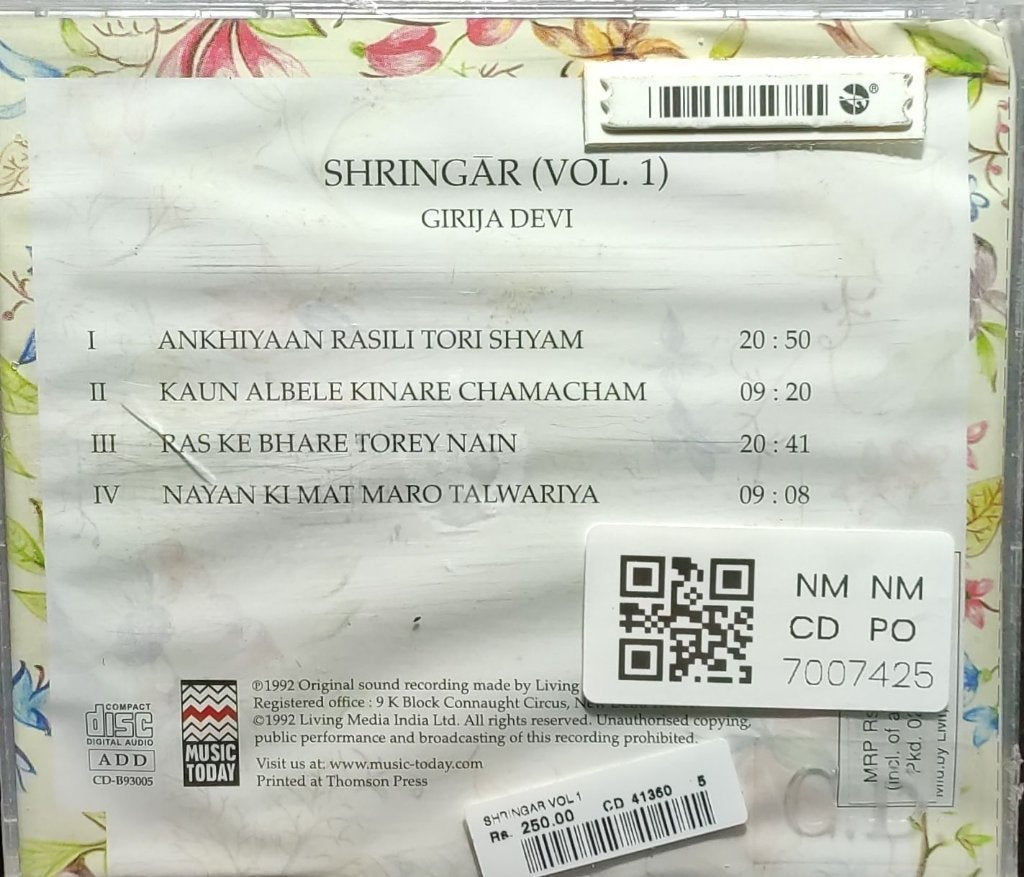 SHRINGĀR (VOL. 1)
GIRIJA DEVI
I ANKHIYAAN RASILI TORI SHYAM 20 : 50
II KAUN ALBELE KINARE CHAMACHAM 09 : 20
III RAS KE BHARE TOREY NAIN 20 : 41
IV NAYAN KI MAT MARO TALWARIYA 09 : 08
NM NM
CD PO
7007425
COMPACT
disc
DIGITAL AUDIO
ADD
CD-B93005
MUSIC
TODAY
℗1992 Original sound recording made by Living
Registered office : 9 K Block Connaught Circus,
©1992 Living Media India Ltd. All rights reserved. Unauthorised copying,
public performance and broadcasting of this recording prohibited.
Visit us at: www.music-today.com
Printed at Thomson Press
MRP Rs
(incl. of a
Pkd. 02
SHRINGAR VOL 1 CD 41360 5
Rs. 250.00